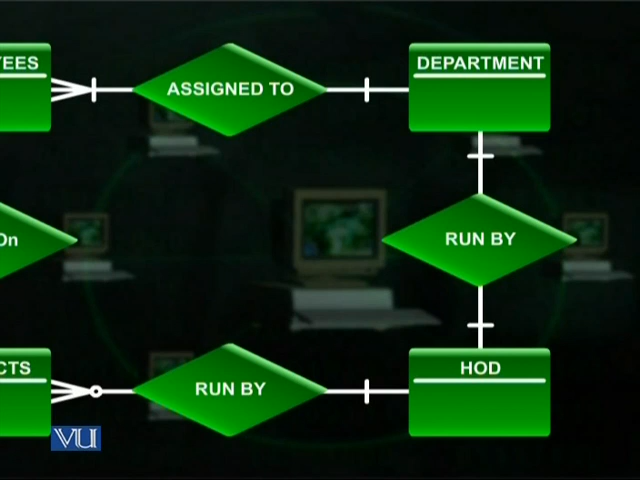 YEES
ASSIGNED TO
DEPARTMENT
On
RUN BY
CTS
RUN BY
HOD
VU